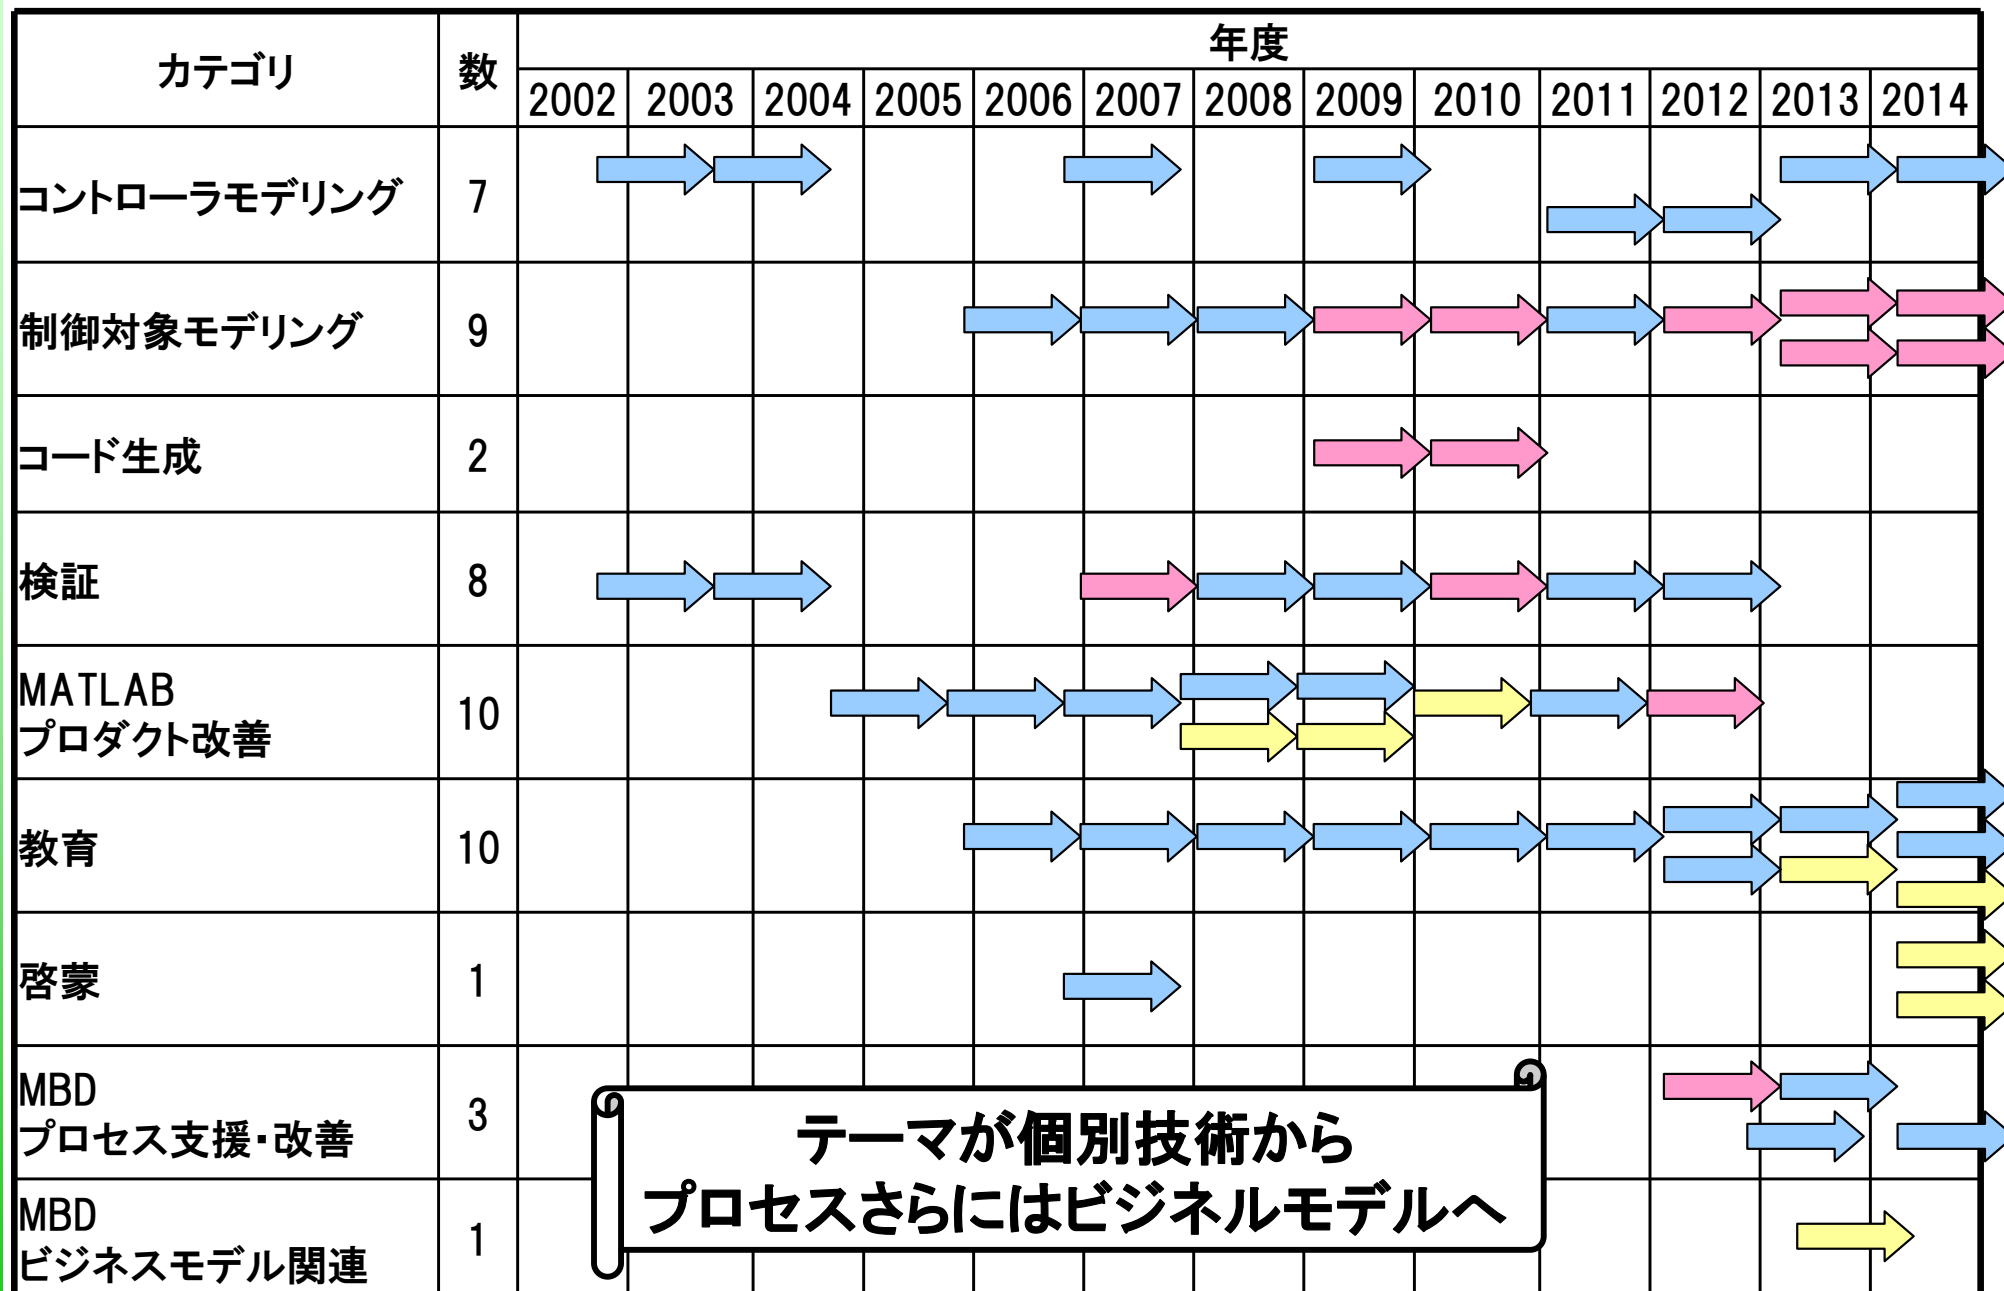 カテゴリ 数 年度
2002 2003 2004 2005 2006 2007 2008 2009 2010 2011 2012 2013 2014
コントローラモデリング 7
制御対象モデリング 9
コード生成 2
検証 8
MATLAB
プロダクト改善 10
教育 10
啓蒙 1
MBD
プロセス支援・改善 3
MBD
ビジネスモデル関連 1
テーマが個別技術から
プロセスさらにはビジネルモデルへ